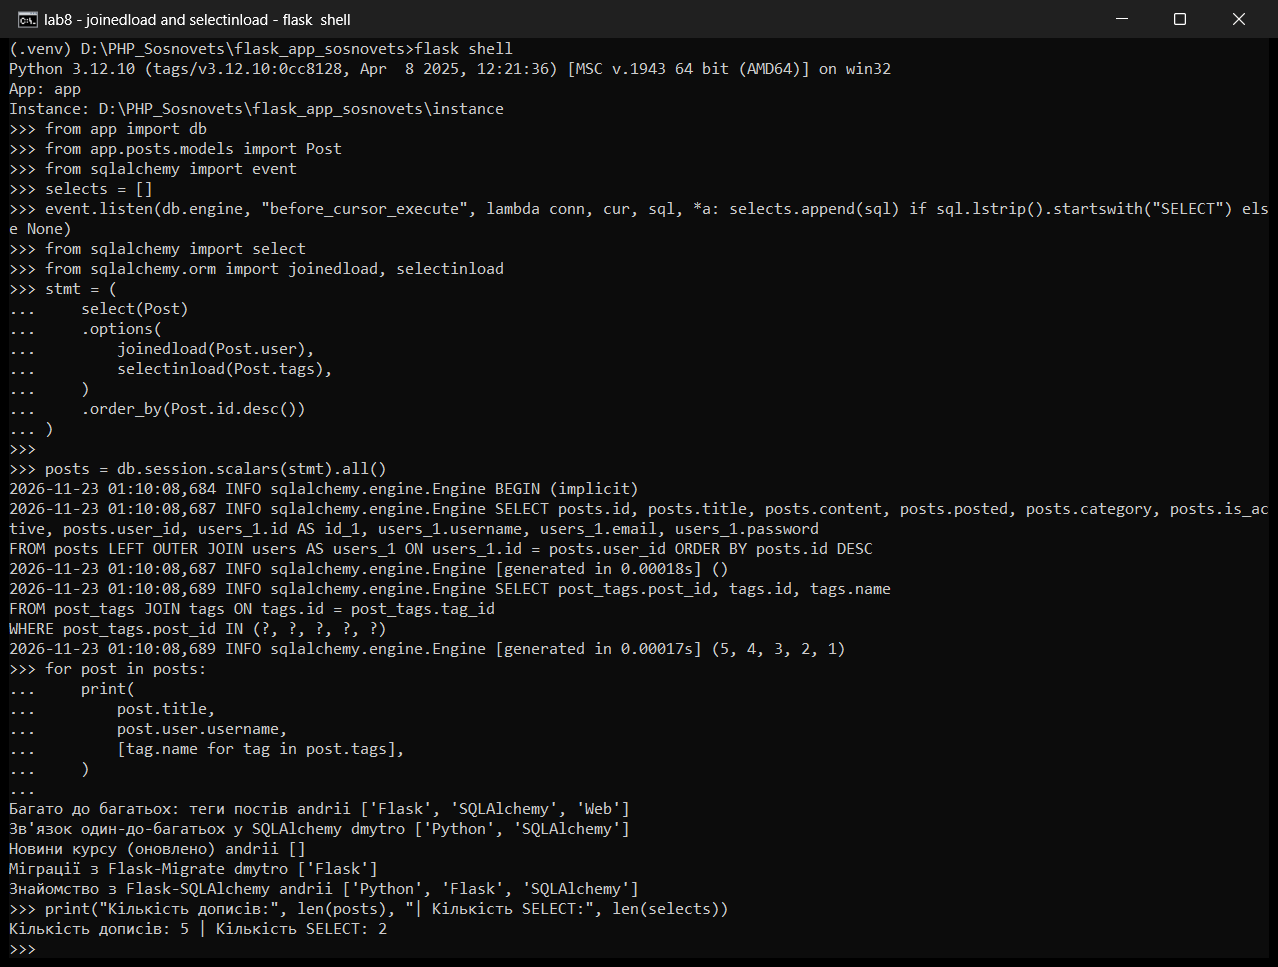 lab8 - joinedload and selectinload - flask  shell
(.venv) D:\PHP_Sosnovets\flask_app_sosnovets>flask shell
Python 3.12.10 (tags/v3.12.10:0cc8128, Apr  8 2025, 12:21:36) [MSC v.1943 64 bit (AMD64)] on win32
App: app
Instance: D:\PHP_Sosnovets\flask_app_sosnovets\instance
>>> from app import db
>>> from app.posts.models import Post
>>> from sqlalchemy import event
>>> selects = []
>>> event.listen(db.engine, "before_cursor_execute", lambda conn, cur, sql, *a: selects.append(sql) if sql.lstrip().startswith("SELECT") els
e None)
>>> from sqlalchemy import select
>>> from sqlalchemy.orm import joinedload, selectinload
>>> stmt = (
...     select(Post)
...     .options(
...         joinedload(Post.user),
...         selectinload(Post.tags),
...     )
...     .order_by(Post.id.desc())
... )
>>>
>>> posts = db.session.scalars(stmt).all()
2026-11-23 01:10:08,684 INFO sqlalchemy.engine.Engine BEGIN (implicit)
2026-11-23 01:10:08,687 INFO sqlalchemy.engine.Engine SELECT posts.id, posts.title, posts.content, posts.posted, posts.category, posts.is_ac
tive, posts.user_id, users_1.id AS id_1, users_1.username, users_1.email, users_1.password
FROM posts LEFT OUTER JOIN users AS users_1 ON users_1.id = posts.user_id ORDER BY posts.id DESC
2026-11-23 01:10:08,687 INFO sqlalchemy.engine.Engine [generated in 0.00018s] ()
2026-11-23 01:10:08,689 INFO sqlalchemy.engine.Engine SELECT post_tags.post_id, tags.id, tags.name
FROM post_tags JOIN tags ON tags.id = post_tags.tag_id
WHERE post_tags.post_id IN (?, ?, ?, ?, ?)
2026-11-23 01:10:08,689 INFO sqlalchemy.engine.Engine [generated in 0.00017s] (5, 4, 3, 2, 1)
>>> for post in posts:
...     print(
...         post.title,
...         post.user.username,
...         [tag.name for tag in post.tags],
...     )
...
Багато до багатьох: теги постів andrii ['Flask', 'SQLAlchemy', 'Web']
Зв'язок один-до-багатьох у SQLAlchemy dmytro ['Python', 'SQLAlchemy']
Новини курсу (оновлено) andrii []
Міграції з Flask-Migrate dmytro ['Flask']
Знайомство з Flask-SQLAlchemy andrii ['Python', 'Flask', 'SQLAlchemy']
>>> print("Кількість дописів:", len(posts), "| Кількість SELECT:", len(selects))
Кількість дописів: 5 | Кількість SELECT: 2
>>>